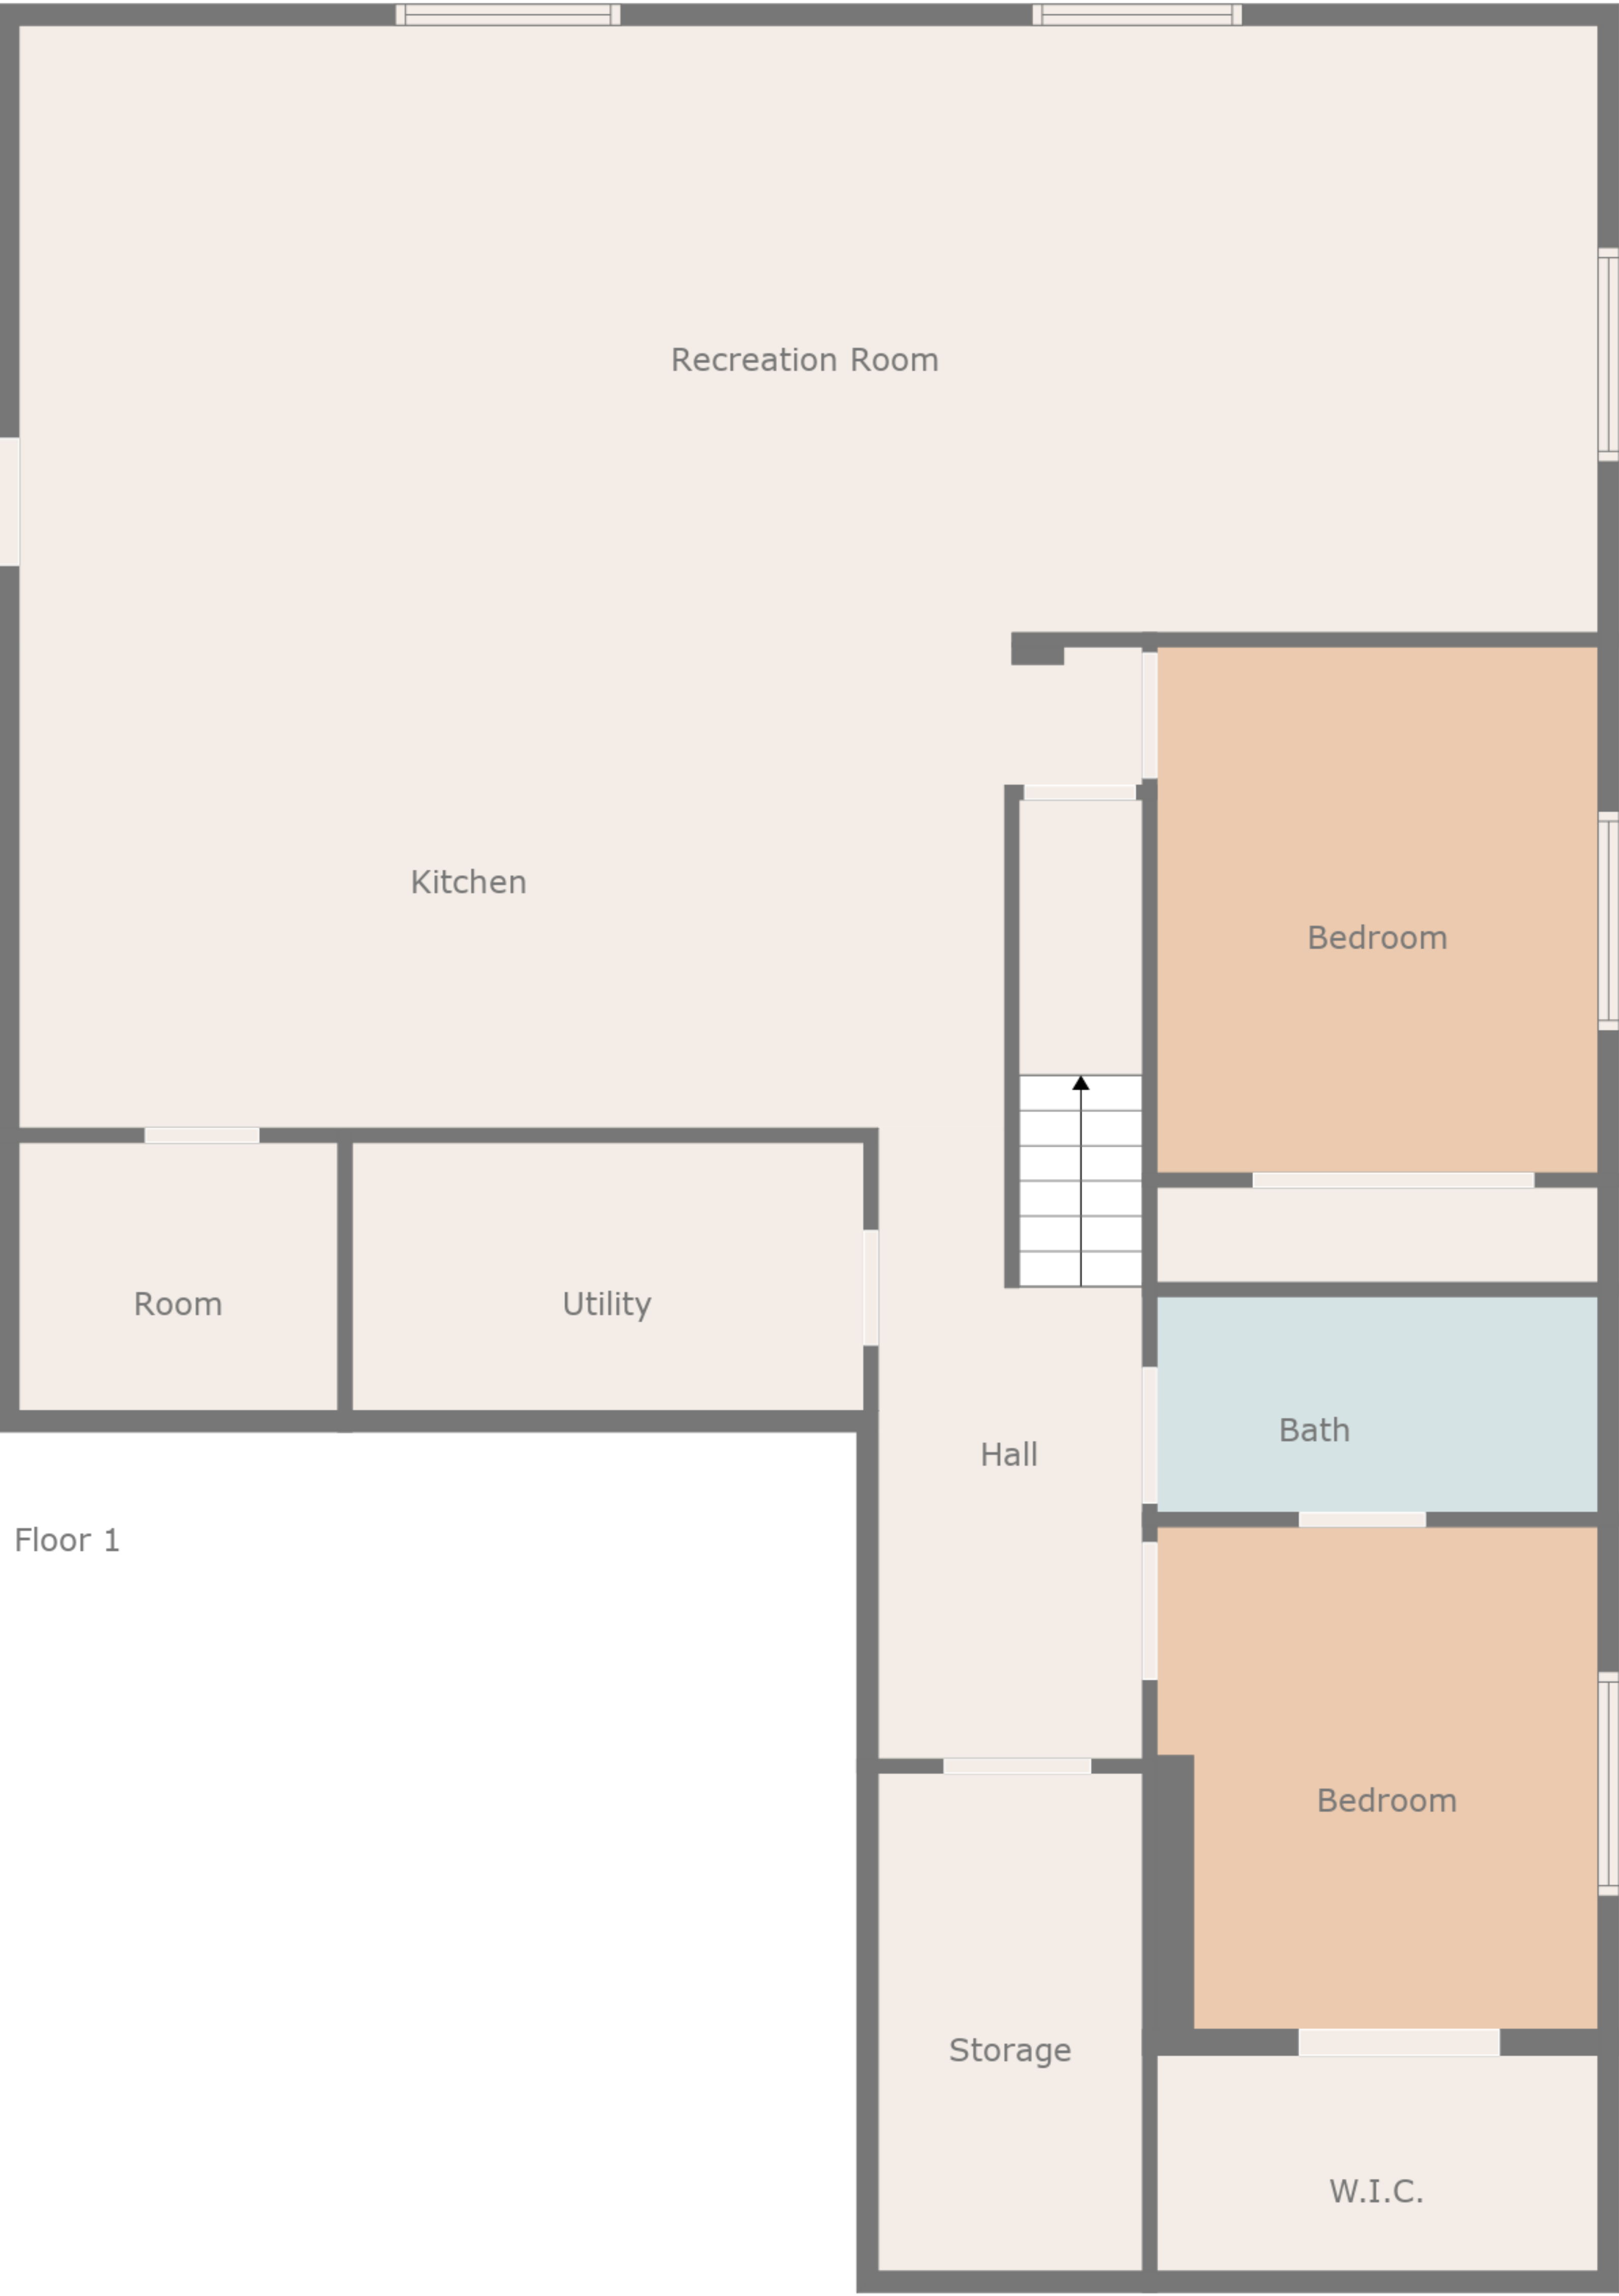 Recreation Room
Kitchen
Bedroom
Room
Utility
Bath
Hall
Floor 1
Bedroom
Storage
W.I.C.